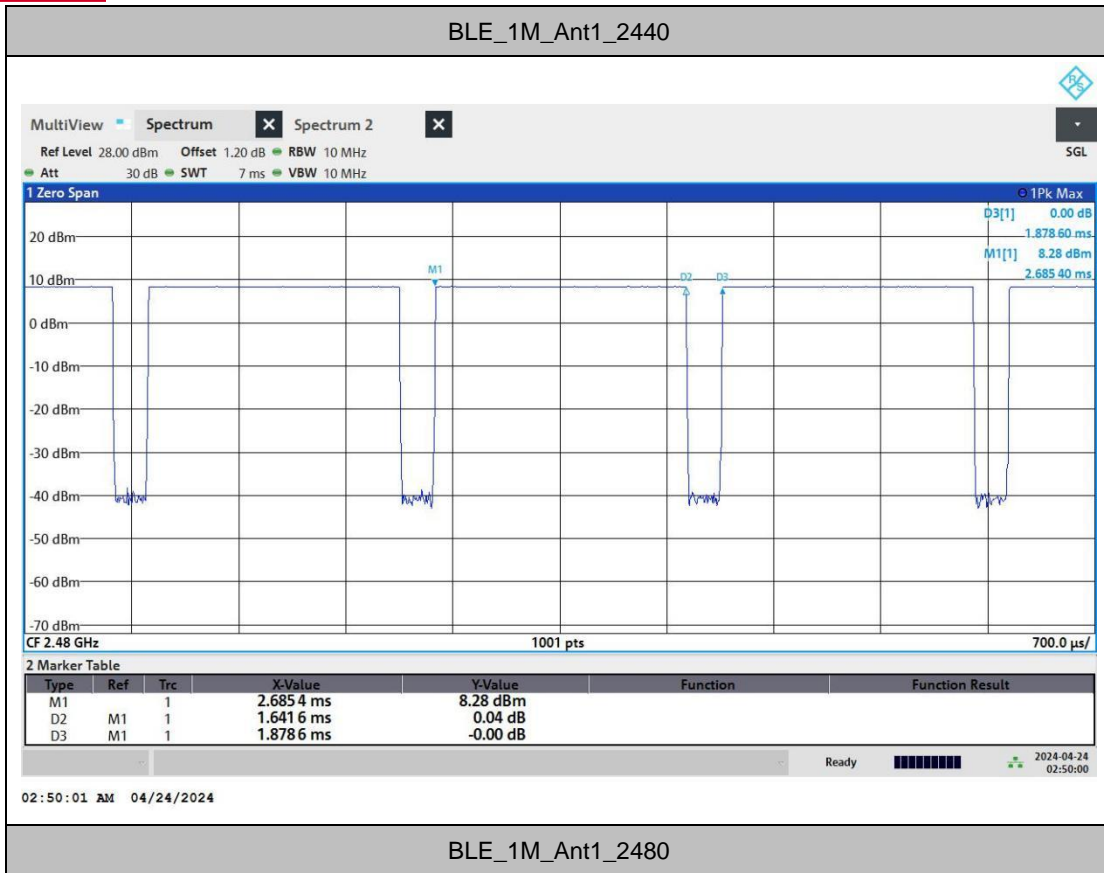 BLE_1M_Ant1_2440
R&S
MultiView Spectrum X Spectrum 2 X
Ref Level 28.00 dBm Offset 1.20 dB RBW 10 MHz SGL
Att 30 dB SWT 7 ms VBW 10 MHz
1 Zero Span 1Pk Max
D3[1] 0.00 dB
1.878 60 ms
M1[1] 8.28 dBm
2.685 40 ms
20 dBm
10 dBm
M1
D2 D3
0 dBm
-10 dBm
-20 dBm
-30 dBm
-40 dBm
-50 dBm
-60 dBm
-70 dBm
CF 2.48 GHz 1001 pts 700.0 µs/
2 Marker Table
Type Ref Trc X-Value Y-Value Function Function Result
M1 1 2.685 4 ms 8.28 dBm
D2 M1 1 1.641 6 ms 0.04 dB
D3 M1 1 1.878 6 ms -0.00 dB
Ready 2024-04-24
02:50:00
02:50:01 AM 04/24/2024
BLE_1M_Ant1_2480